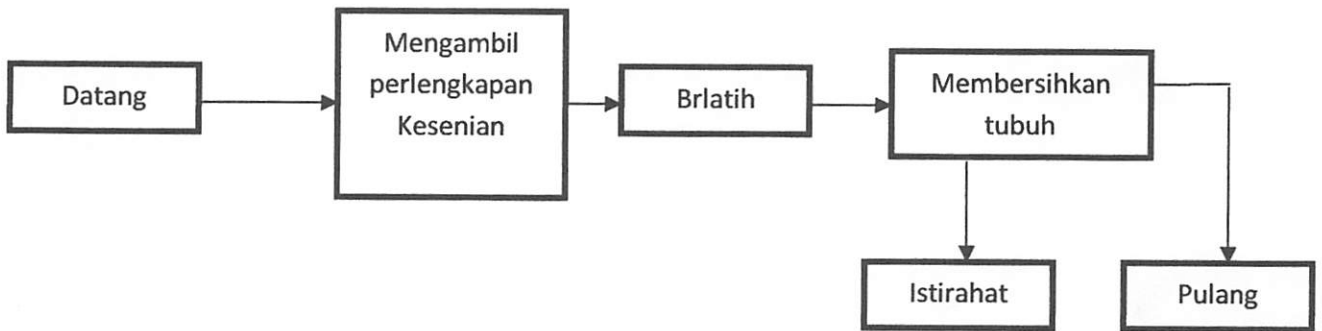 Datang
Mengambil
perlengkapan
Kesenian
Brlatih
Membersihkan
tubuh
Istirahat
Pulang